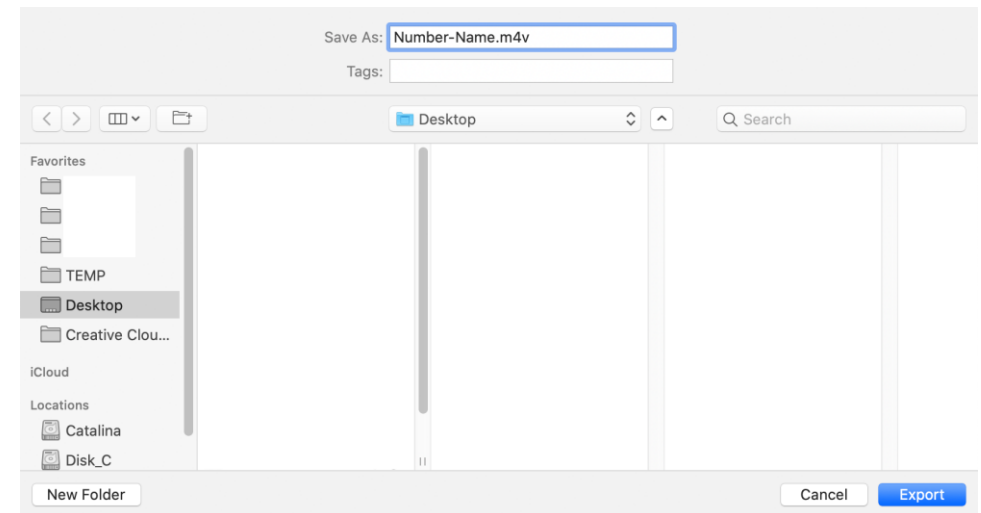 Save As: Number-Name.m4v
Tags:
Desktop
Search
Favorites
TEMP
Desktop
Creative Clou...
iCloud
Locations
Catalina
Disk_C
New Folder
Cancel
Export